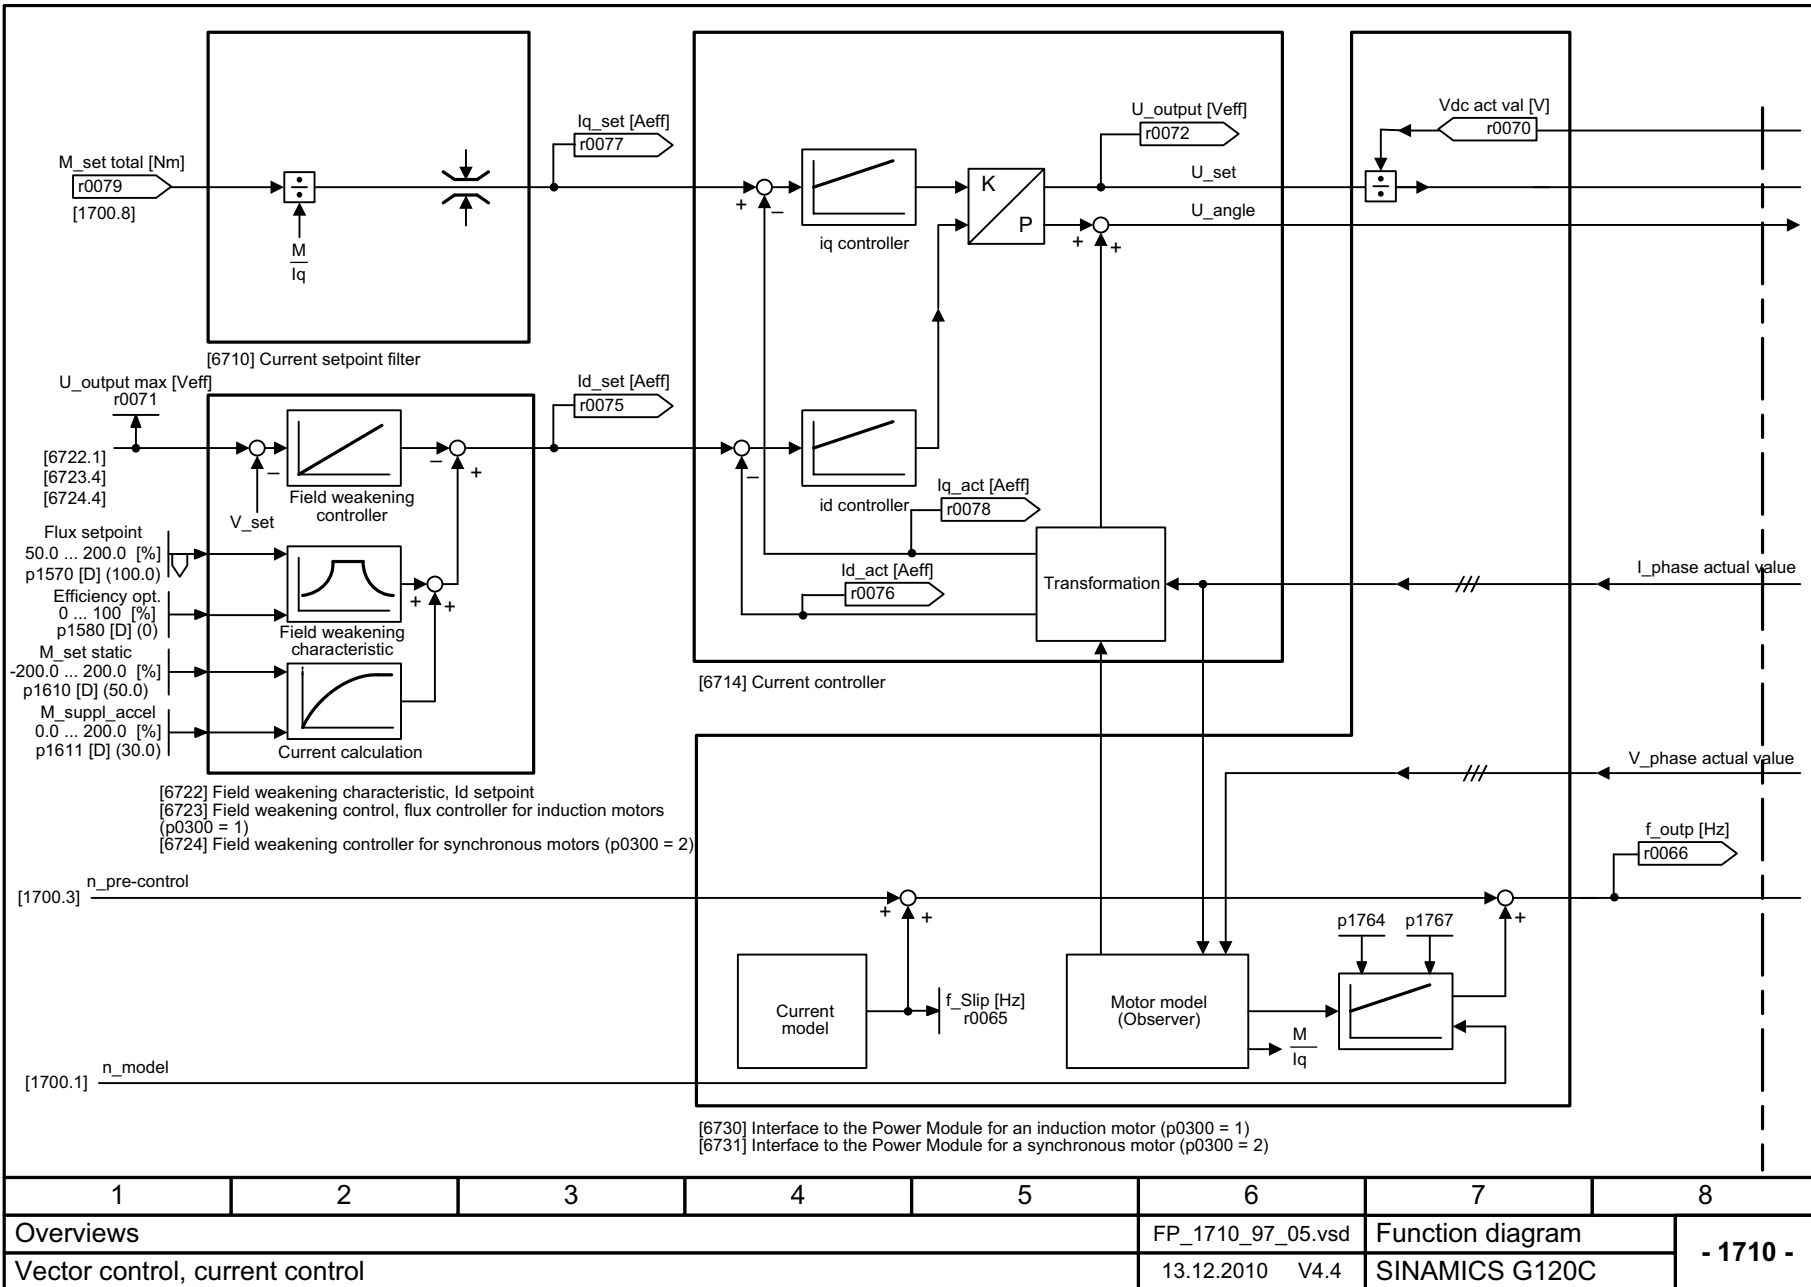 M_set total [Nm]
r0079
[1700.8]
÷
M
Iq
[6710] Current setpoint filter
Iq_set [Aeff]
r0077
+
–
iq controller
K
P
U_output [Veff]
r0072
U_set
U_angle
+
+
Vdc act val [V]
r0070
÷
U_output max [Veff]
r0071
[6722.1]
[6723.4]
[6724.4]
–
V_set
Field weakening
controller
–
+
Id_set [Aeff]
r0075
–
id controller
Iq_act [Aeff]
r0078
Id_act [Aeff]
r0076
Transformation
I_phase actual value
Flux setpoint
50.0 ... 200.0 [%]
p1570 [D] (100.0)
Efficiency opt.
0 ... 100 [%]
p1580 [D] (0)
Field weakening
characteristic
+
+
M_set static
-200.0 ... 200.0 [%]
p1610 [D] (50.0)
M_suppl_accel
0.0 ... 200.0 [%]
p1611 [D] (30.0)
Current calculation
[6714] Current controller
[6722] Field weakening characteristic, Id setpoint
[6723] Field weakening control, flux controller for induction motors
(p0300 = 1)
[6724] Field weakening controller for synchronous motors (p0300 = 2)
V_phase actual value
f_outp [Hz]
r0066
[1700.3]
n_pre-control
+
+
+
p1764
p1767
Current
model
f_Slip [Hz]
r0065
Motor model
(Observer)
M
Iq
[1700.1]
n_model
[6730] Interface to the Power Module for an induction motor (p0300 = 1)
[6731] Interface to the Power Module for a synchronous motor (p0300 = 2)
1 2 3 4 5 6 7 8
Overviews
FP_1710_97_05.vsd
Function diagram
- 1710 -
Vector control, current control
13.12.2010 V4.4
SINAMICS G120C